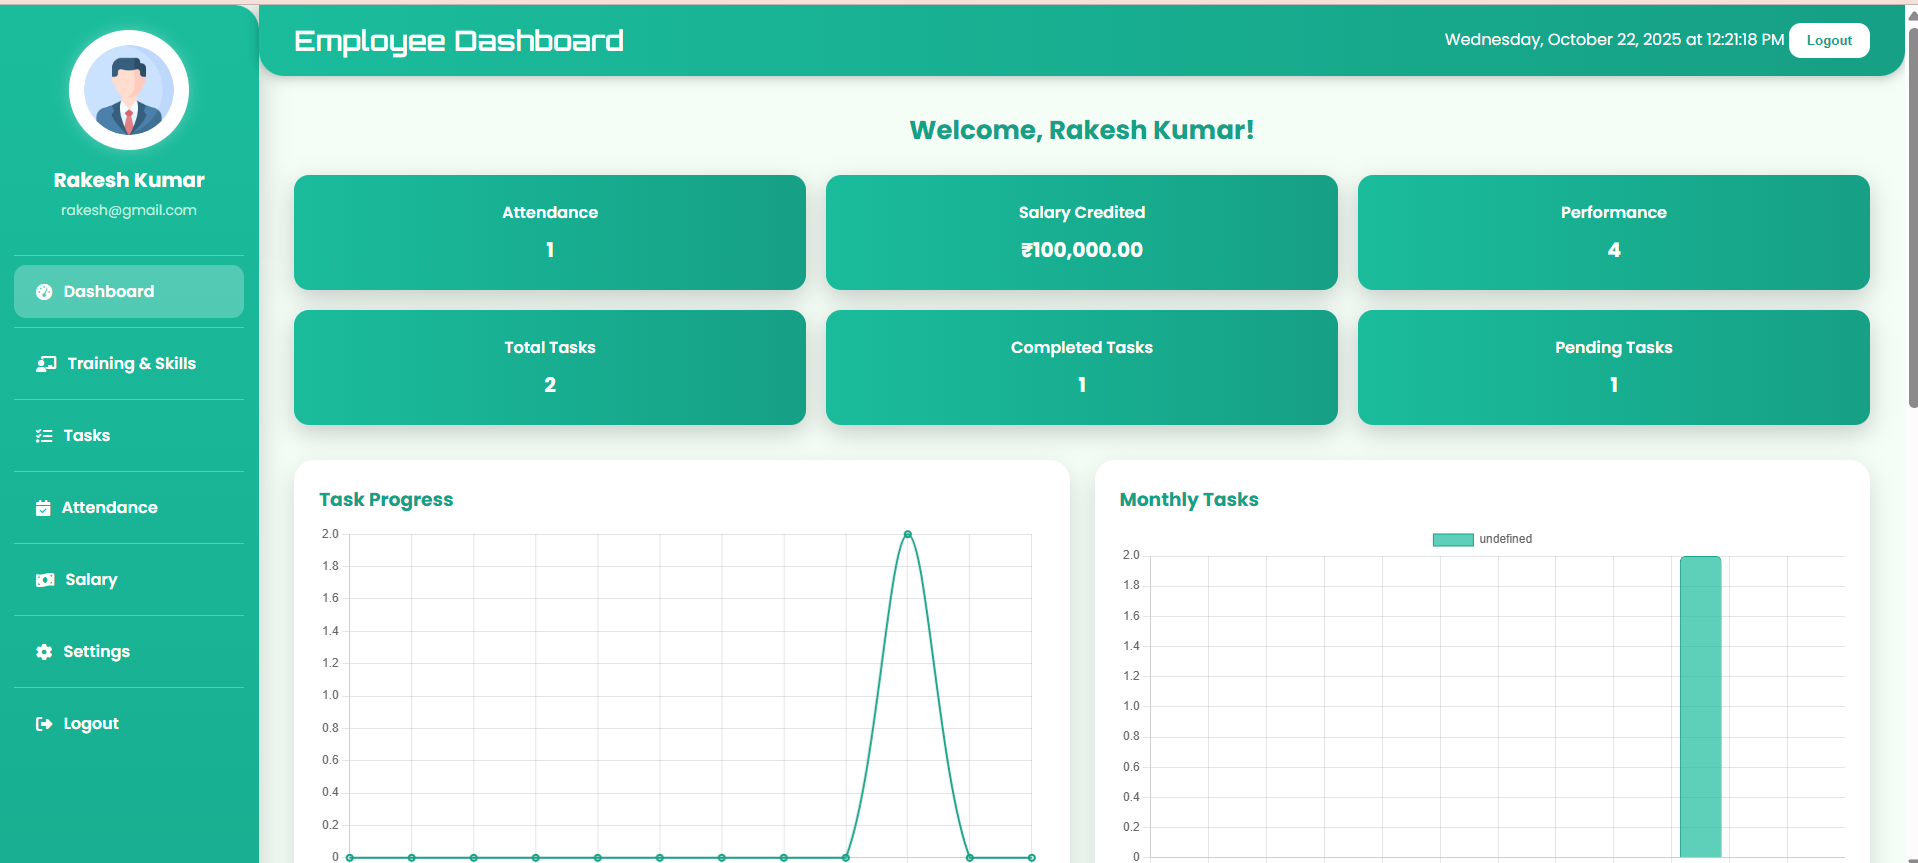 Rakesh Kumar
rakesh@gmail.com
Dashboard
Training & Skills
Tasks
Attendance
Salary
Settings
Logout
Employee Dashboard
Wednesday, October 22, 2025 at 12:21:18 PM
Logout
Welcome, Rakesh Kumar!
Attendance
1
Salary Credited
₹100,000.00
Performance
4
Total Tasks
2
Completed Tasks
1
Pending Tasks
1
Task Progress
2.0
1.8
1.6
1.4
1.2
1.0
0.8
0.6
0.4
0.2
0
Monthly Tasks
undefined
2.0
1.8
1.6
1.4
1.2
1.0
0.8
0.6
0.4
0.2
0